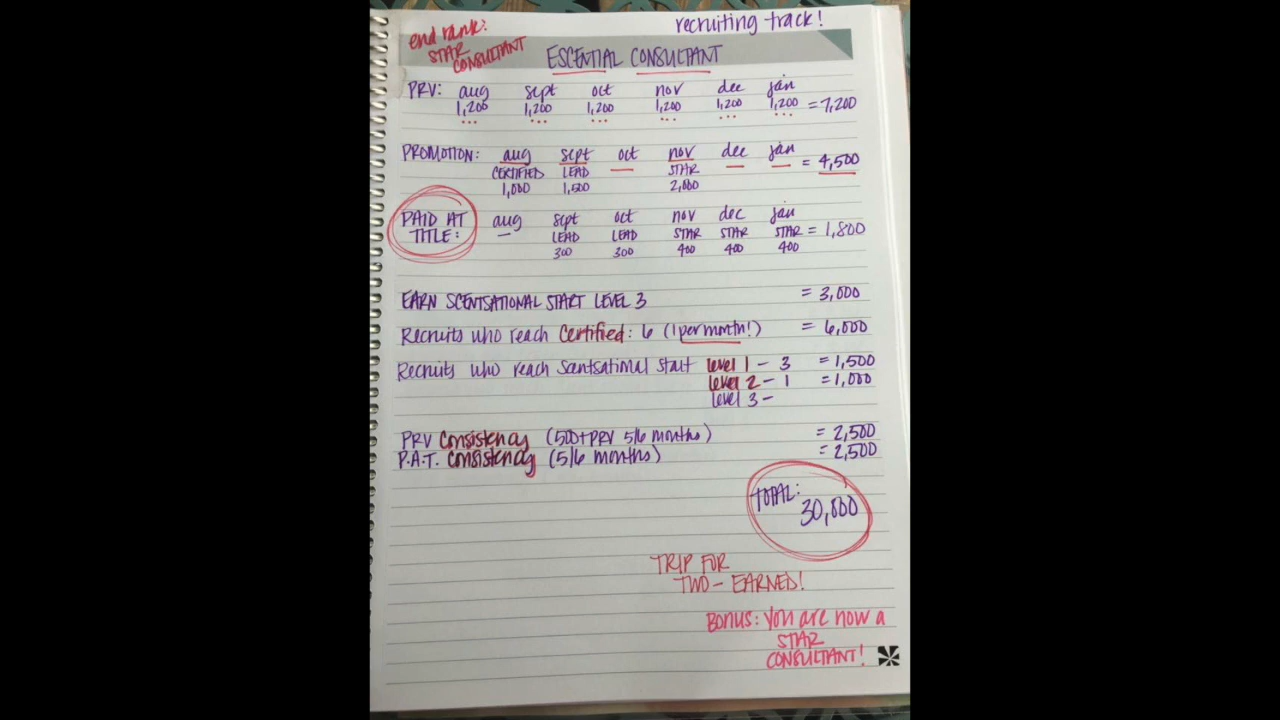 recruiting track!
end rank:
STAR
CONSULTANT
ESCENTIAL CONSULTANT
PRV: aug sept oct nov dec jan
1,200 1,200 1,200 1,200 1,200 1,200 = 7,200
PROMOTION: aug sept oct nov dec jan = 4,500
CERTIFIED LEAD STAR
1,000 1,500 2,000
PAID AT aug sept oct nov dec jan
TITLE: — LEAD LEAD STAR STAR STAR = 1,800
300 300 400 400 400
EARN SCENTSATIONAL START LEVEL 3 = 3,000
Recruits who reach Certified: 6 (1 per month!) = 6,000
Recruits who reach Scentsational Start level 1 - 3 = 1,500
level 2 - 1 = 1,000
level 3 -
PRV Consistency (500+PRV 5/6 months) = 2,500
P.A.T. Consistency (5/6 months) = 2,500
TOTAL:
30,000
TRIP FOR
TWO - EARNED!
BONUS: You are now a
STAR
CONSULTANT!